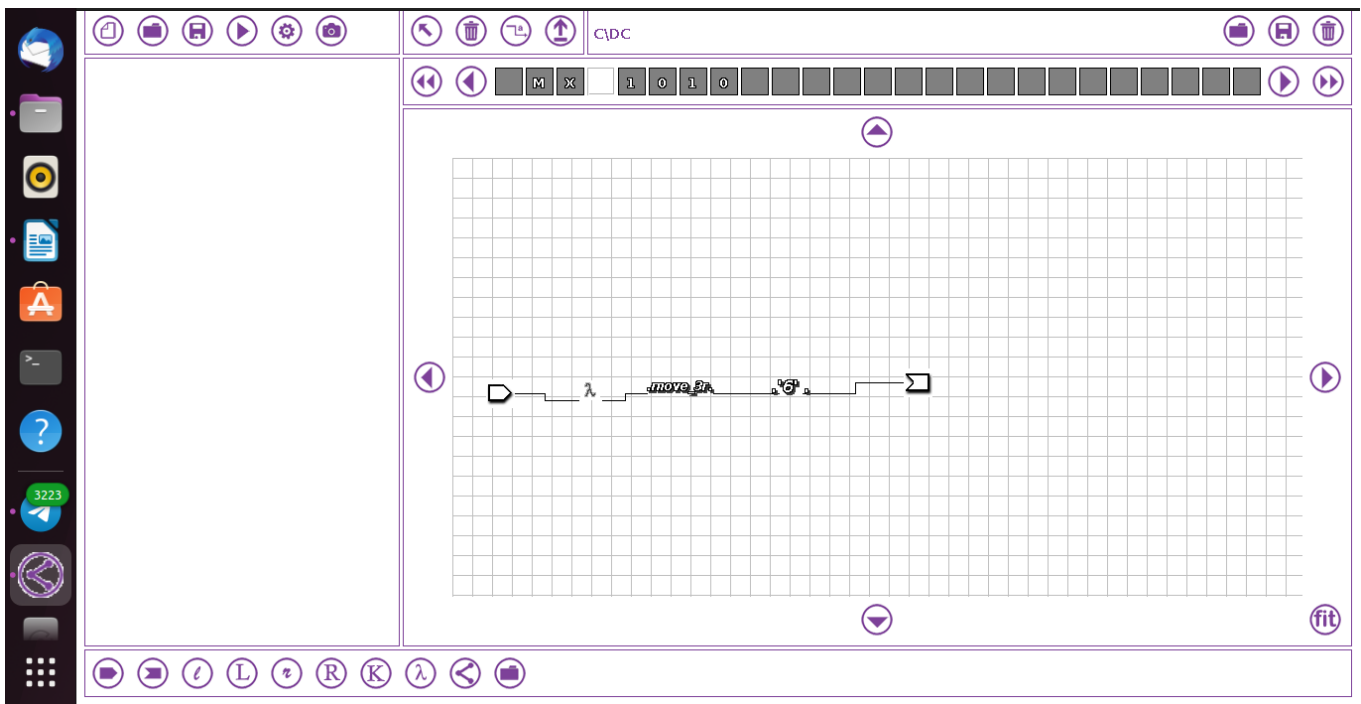 C\DC
M X 1 0 1 0
λ move_3r "6"
fit
3223
l L r R K λ